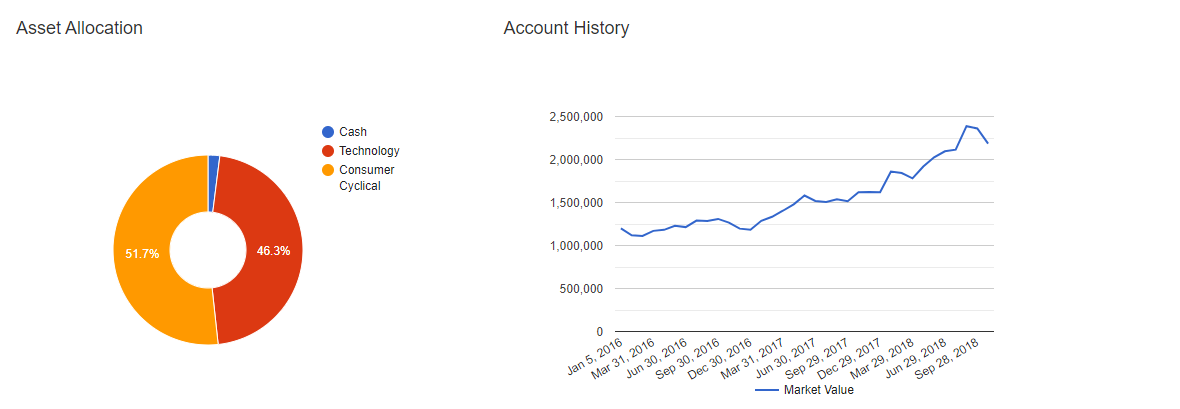 Asset Allocation
Account History
Cash
Technology
Consumer
Cyclical
51.7%
46.3%
2,500,000
2,000,000
1,500,000
1,000,000
500,000
0
Jan 5, 2016
Mar 31, 2016
Jun 30, 2016
Sep 30, 2016
Dec 30, 2016
Mar 31, 2017
Jun 30, 2017
Sep 29, 2017
Dec 29, 2017
Mar 29, 2018
Jun 29, 2018
Sep 28, 2018
Market Value